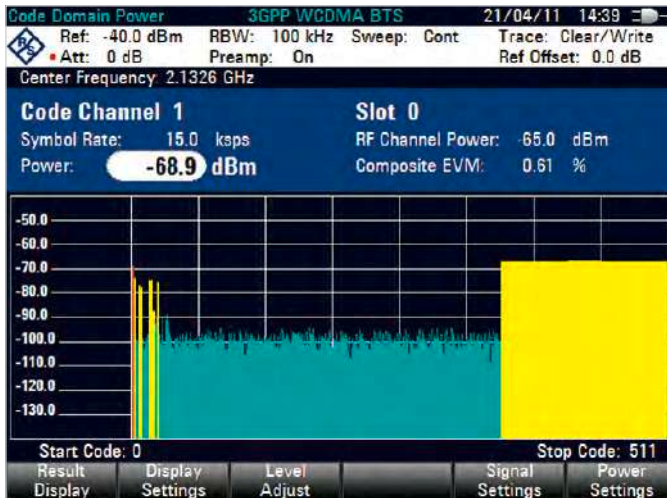 Code Domain Power 3GPP WCDMA BTS 21/04/11 14:39
Ref: -40.0 dBm RBW: 100 kHz Sweep: Cont Trace: Clear/Write
Att: 0 dB Preamp: On Ref Offset: 0.0 dB
Center Frequency: 2.1326 GHz
Code Channel 1 Slot 0
Symbol Rate: 15.0 ksps RF Channel Power: -65.0 dBm
Power: -68.9 dBm Composite EVM: 0.61 %
-50.0
-60.0
-70.0
-80.0
-90.0
-100.0
-110.0
-120.0
-130.0
Start Code: 0 Stop Code: 511
Result Display Display Settings Level Adjust Signal Settings Power Settings